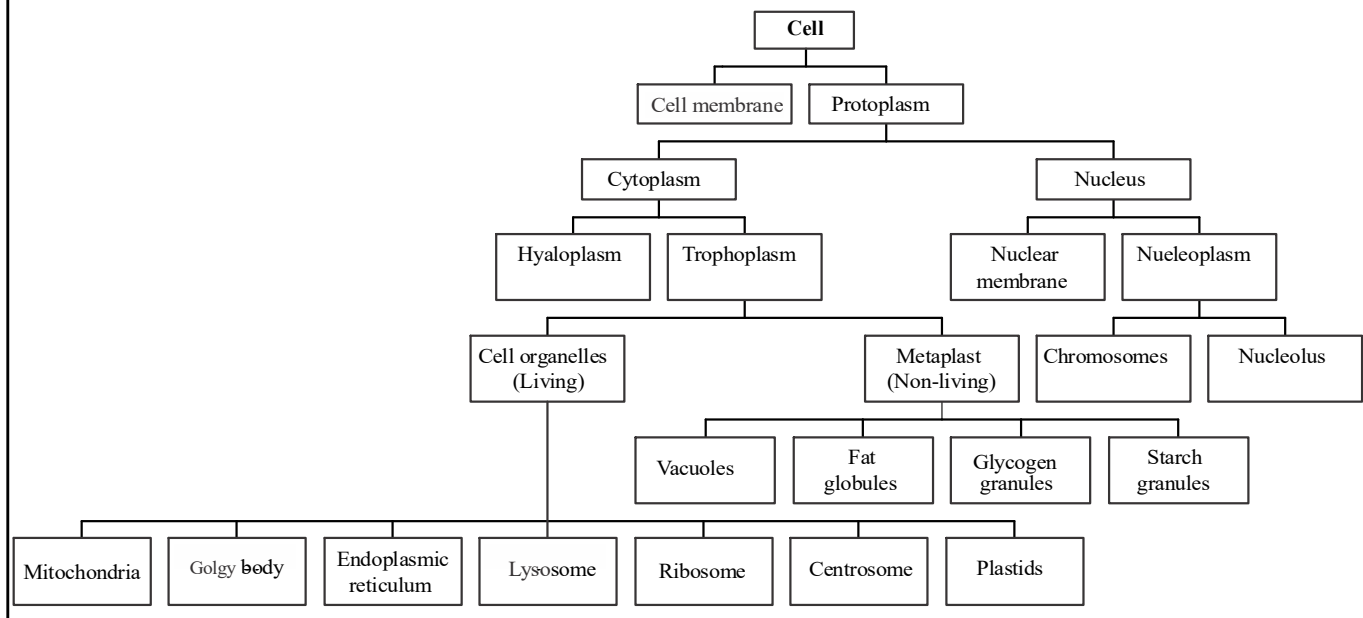 Cell
Cell membrane
Protoplasm
Cytoplasm
Nucleus
Hyaloplasm
Trophoplasm
Nuclear
membrane
Nueleoplasm
Cell organelles
(Living)
Metaplast
(Non-living)
Chromosomes
Nucleolus
Vacuoles
Fat
globules
Glycogen
granules
Starch
granules
Mitochondria
Golgy body
Endoplasmic
reticulum
Lysosome
Ribosome
Centrosome
Plastids